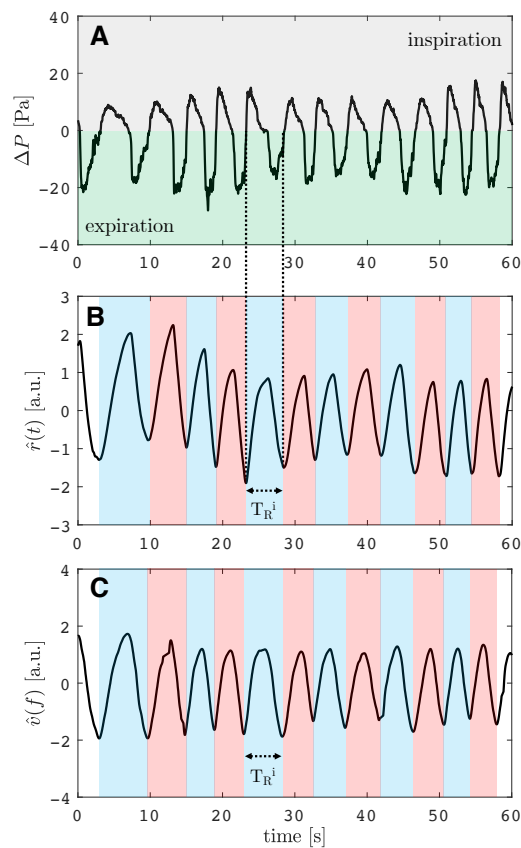 A
inspiration
expiration
ΔP [Pa]
40
20
0
−20
−40
0 10 20 30 40 50 60
B
r̂(t) [a.u.]
3
2
1
0
−1
−2
−3
T_R^i
0 10 20 30 40 50 60
C
v̂(f) [a.u.]
4
2
0
−2
−4
T_R^i
0 10 20 30 40 50 60
time [s]